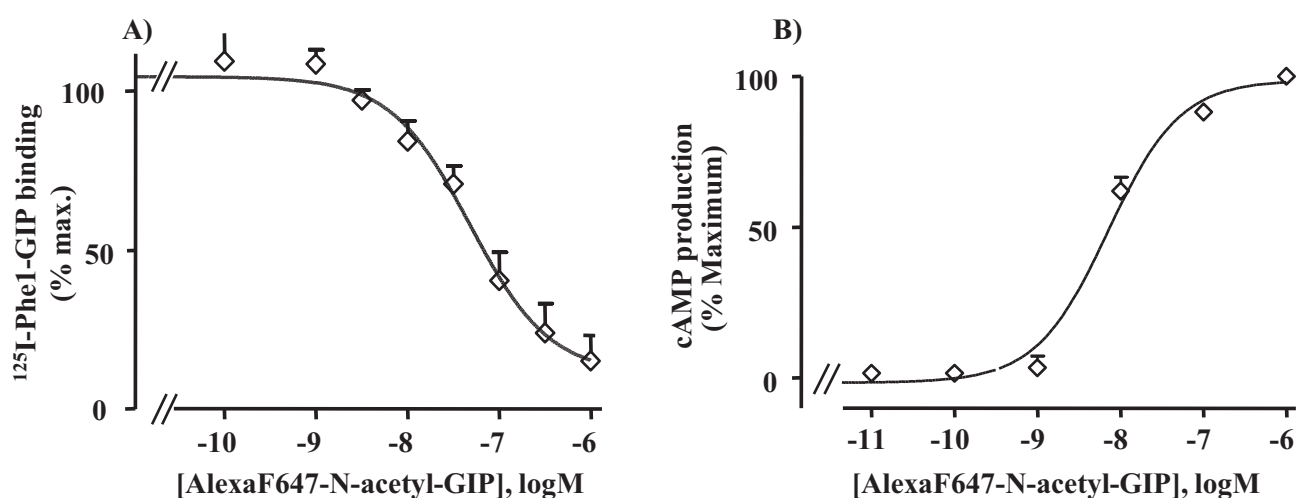 A)
¹²⁵I-Phe1-GIP binding
(% max.)
100
50
0
-10 -9 -8 -7 -6
[AlexaF647-N-acetyl-GIP], logM
B)
cAMP production
(% Maximum)
100
50
0
-11 -10 -9 -8 -7 -6
[AlexaF647-N-acetyl-GIP], logM